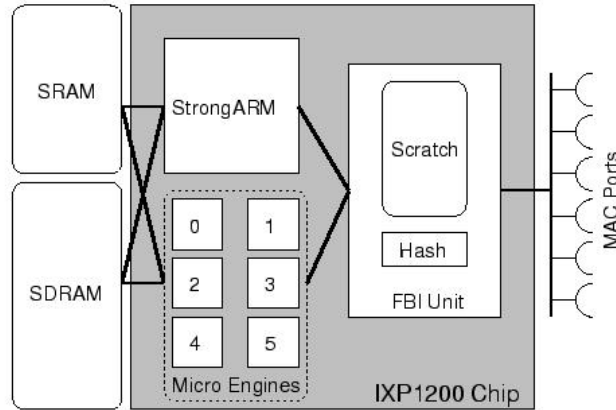 SRAM
StrongARM
Scratch
MAC Ports
0
1
Hash
SDRAM
2
3
FBI Unit
4
5
Micro Engines
IXP1200 Chip